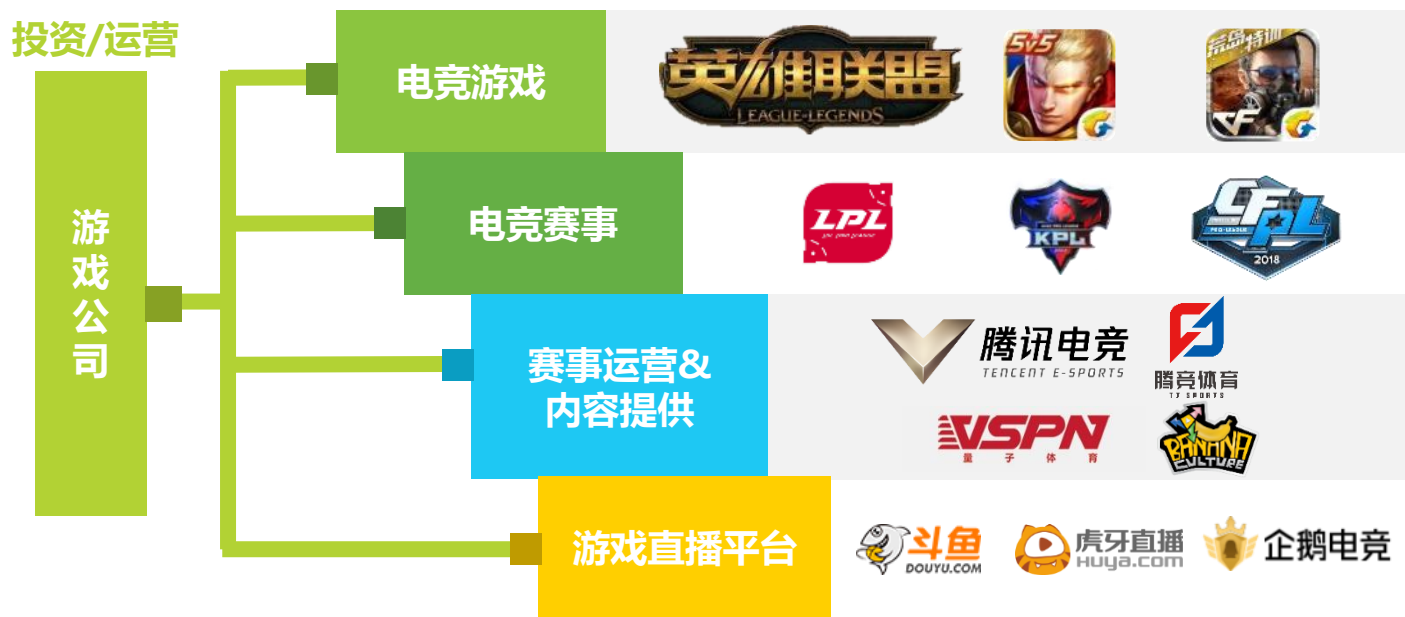 投资/运营
游戏公司
电竞游戏
英雄联盟
LEAGUE-LEGENDS
5v5
荒岛特训
CF
电竞赛事
LPL
KPL
CFPL
PRO-LEAGUE
2018
赛事运营&
内容提供
腾讯电竞
TENCENT E-SPORTS
腾竞体育
TJ SPORTS
VSPN
量子体育
BANANA
CULTURE
游戏直播平台
斗鱼
DOUYU.COM
虎牙直播
HUYA.COM
企鹅电竞